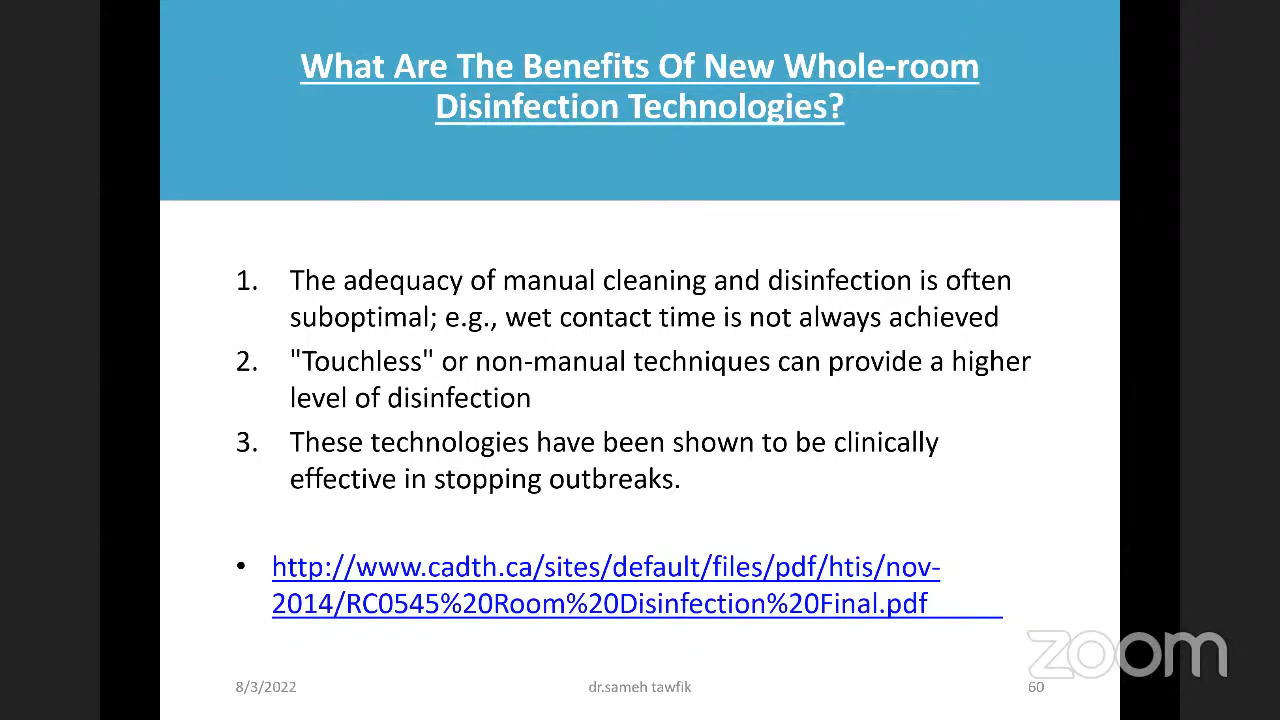 What Are The Benefits Of New Whole-room
Disinfection Technologies?
1. The adequacy of manual cleaning and disinfection is often
suboptimal; e.g., wet contact time is not always achieved
2. "Touchless" or non-manual techniques can provide a higher
level of disinfection
3. These technologies have been shown to be clinically
effective in stopping outbreaks.
• http://www.cadth.ca/sites/default/files/pdf/htis/nov-
2014/RC0545%20Room%20Disinfection%20Final.pdf
zoom
8/3/2022 dr.sameh tawfik 60